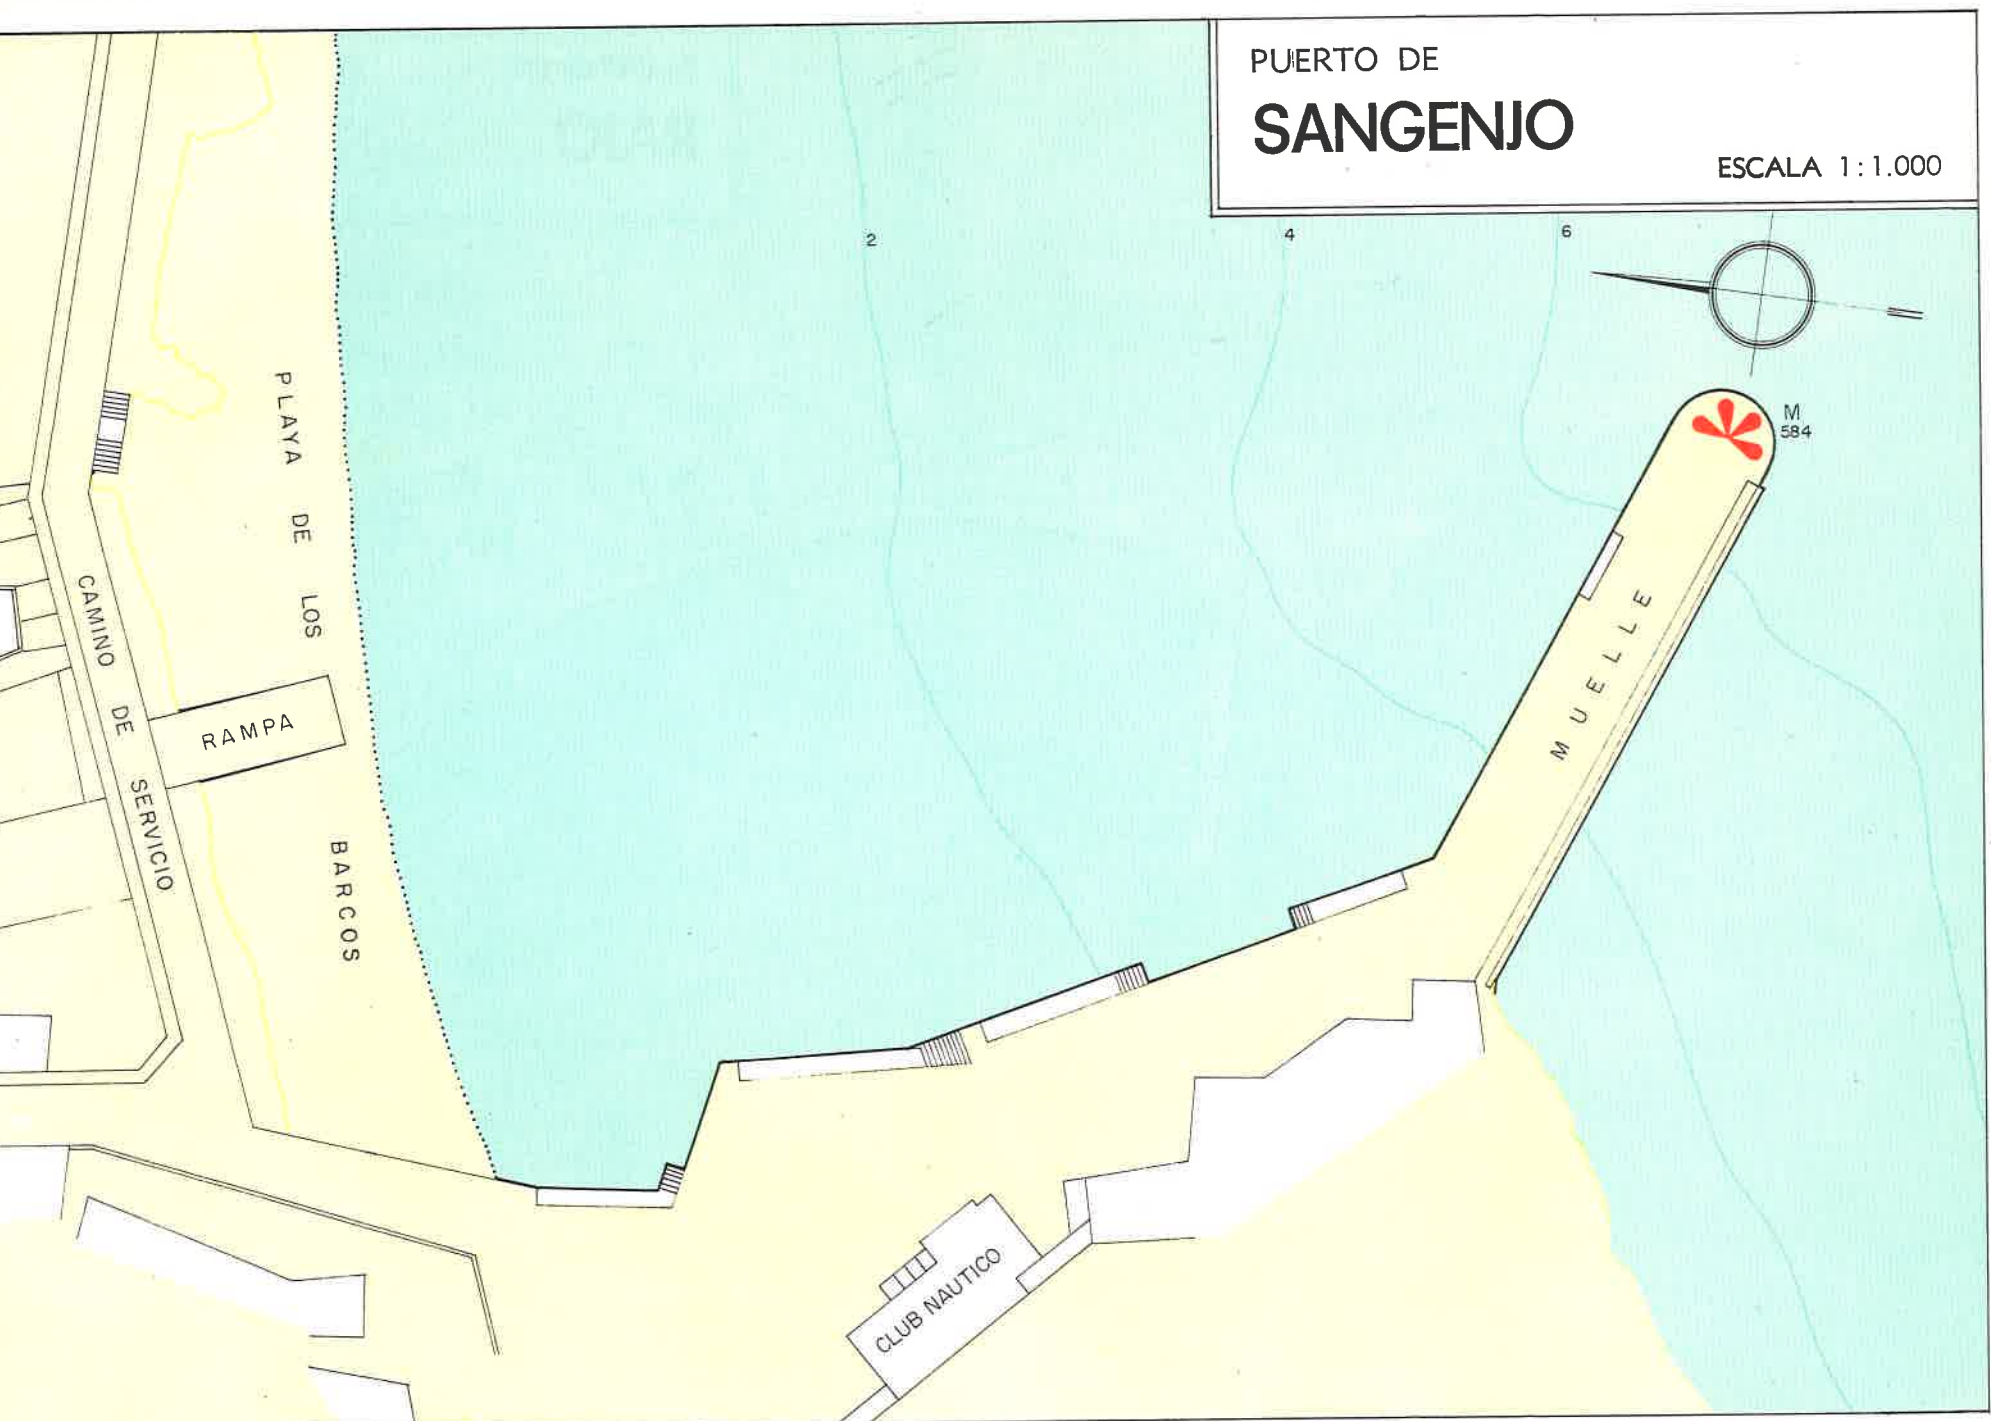 PUERTO DE
SANGENJO
ESCALA 1:1.000
2
4
6
M
584
PLAYA DE LOS BARCOS
CAMINO DE SERVICIO
RAMPA
MUELLE
CLUB NAUTICO